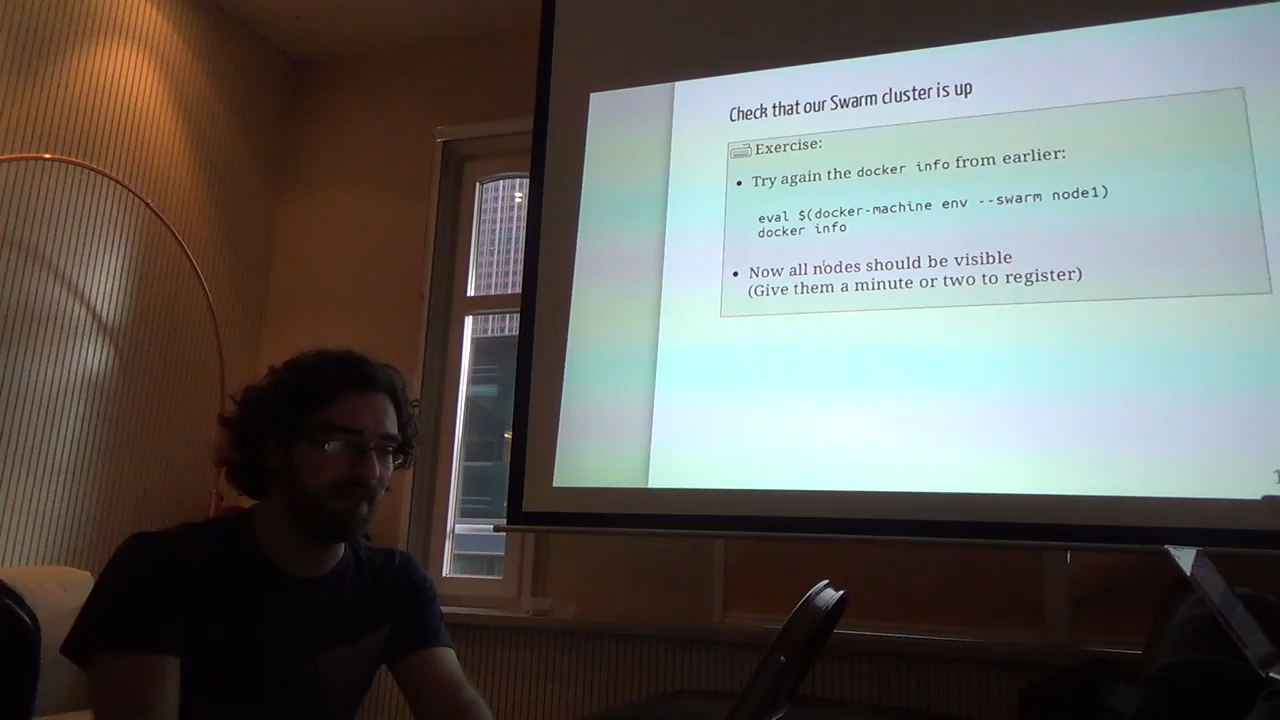 Check that our Swarm cluster is up
Exercise:
• Try again the docker info from earlier:
eval $(docker-machine env --swarm node1)
docker info
• Now all nodes should be visible
(Give them a minute or two to register)